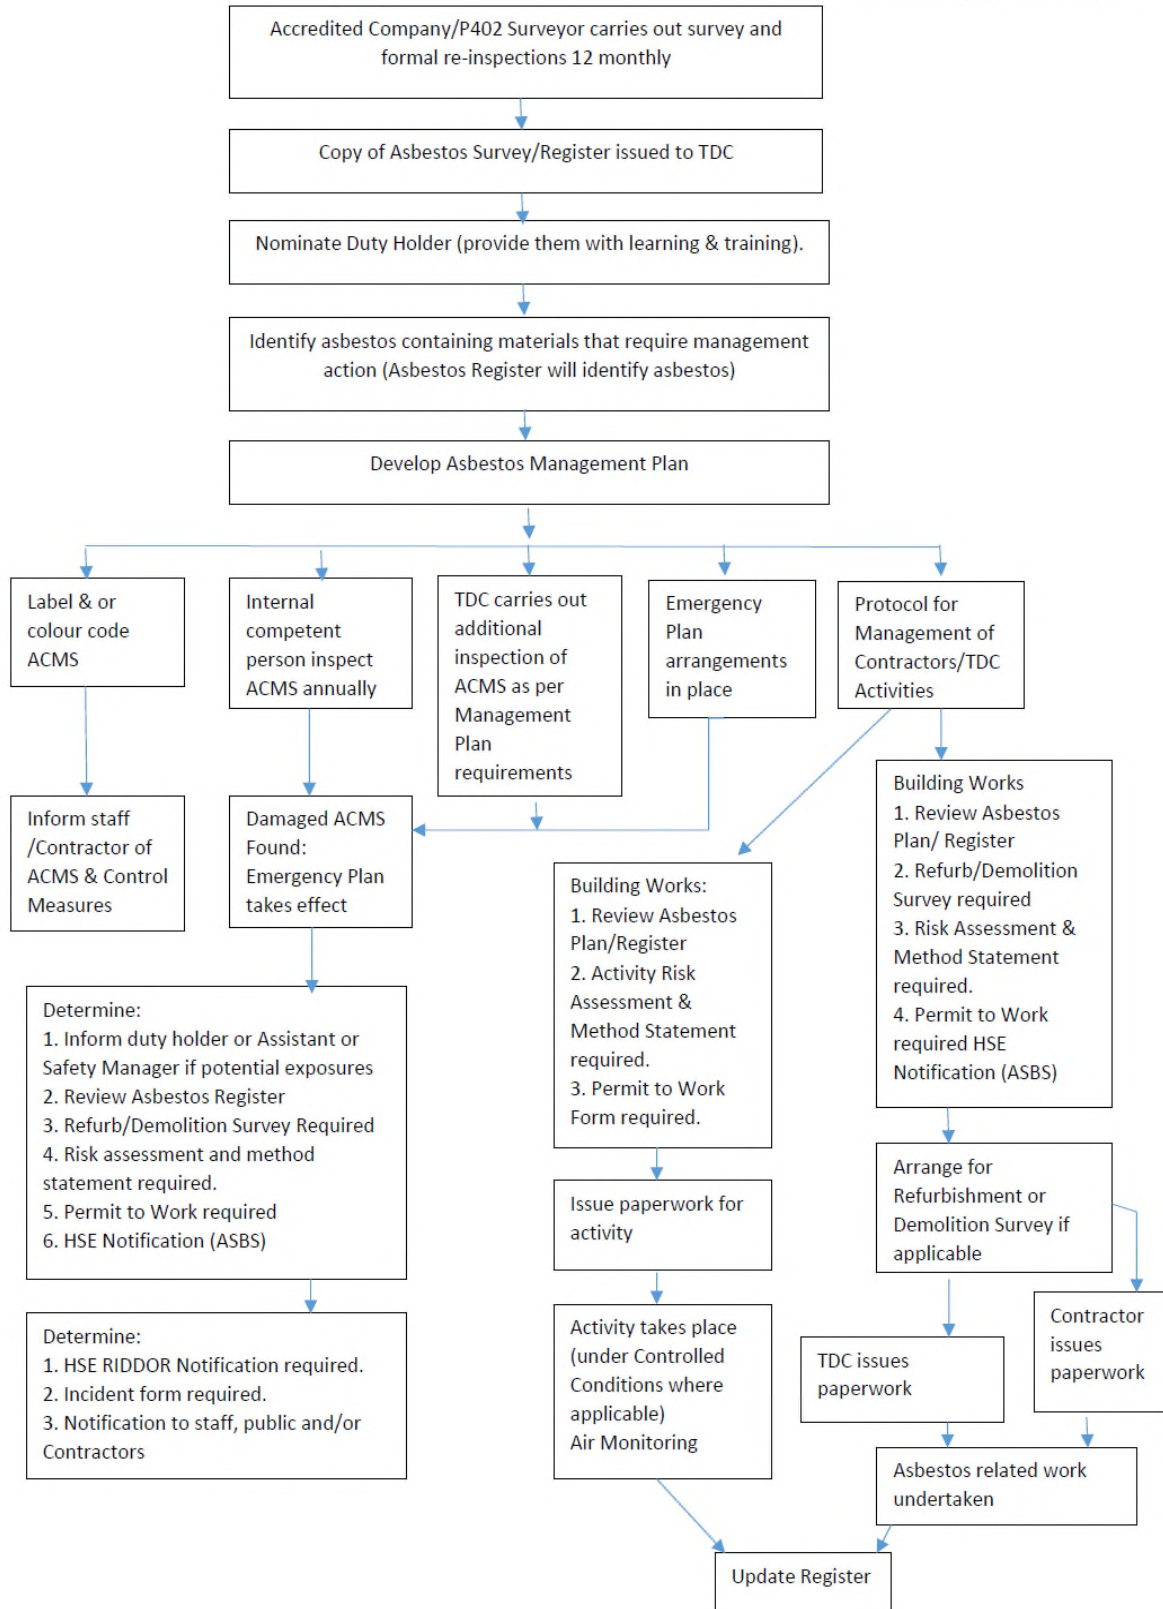 Accredited Company/P402 Surveyor carries out survey and
formal re-inspections 12 monthly
Copy of Asbestos Survey/Register issued to TDC
Nominate Duty Holder (provide them with learning & training).
Identify asbestos containing materials that require management
action (Asbestos Register will identify asbestos)
Develop Asbestos Management Plan
Label & or
colour code
ACMS
Internal
competent
person inspect
ACMS annually
TDC carries out
additional
inspection of
ACMS as per
Management
Plan
requirements
Emergency
Plan
arrangements
in place
Protocol for
Management of
Contractors/TDC
Activities
Inform staff
/Contractor of
ACMS & Control
Measures
Damaged ACMS
Found:
Emergency Plan
takes effect
Building Works:
1. Review Asbestos
Plan/Register
2. Activity Risk
Assessment &
Method Statement
required.
3. Permit to Work
Form required.
Building Works
1. Review Asbestos
Plan/ Register
2. Refurb/Demolition
Survey required
3. Risk Assessment &
Method Statement
required.
4. Permit to Work
required HSE
Notification (ASBS)
Determine:
1. Inform duty holder or Assistant or
Safety Manager if potential exposures
2. Review Asbestos Register
3. Refurb/Demolition Survey Required
4. Risk assessment and method
statement required.
5. Permit to Work required
6. HSE Notification (ASBS)
Issue paperwork for
activity
Arrange for
Refurbishment or
Demolition Survey if
applicable
Determine:
1. HSE RIDDOR Notification required.
2. Incident form required.
3. Notification to staff, public and/or
Contractors
Activity takes place
(under Controlled
Conditions where
applicable)
Air Monitoring
TDC issues
paperwork
Contractor
issues
paperwork
Asbestos related work
undertaken
Update Register